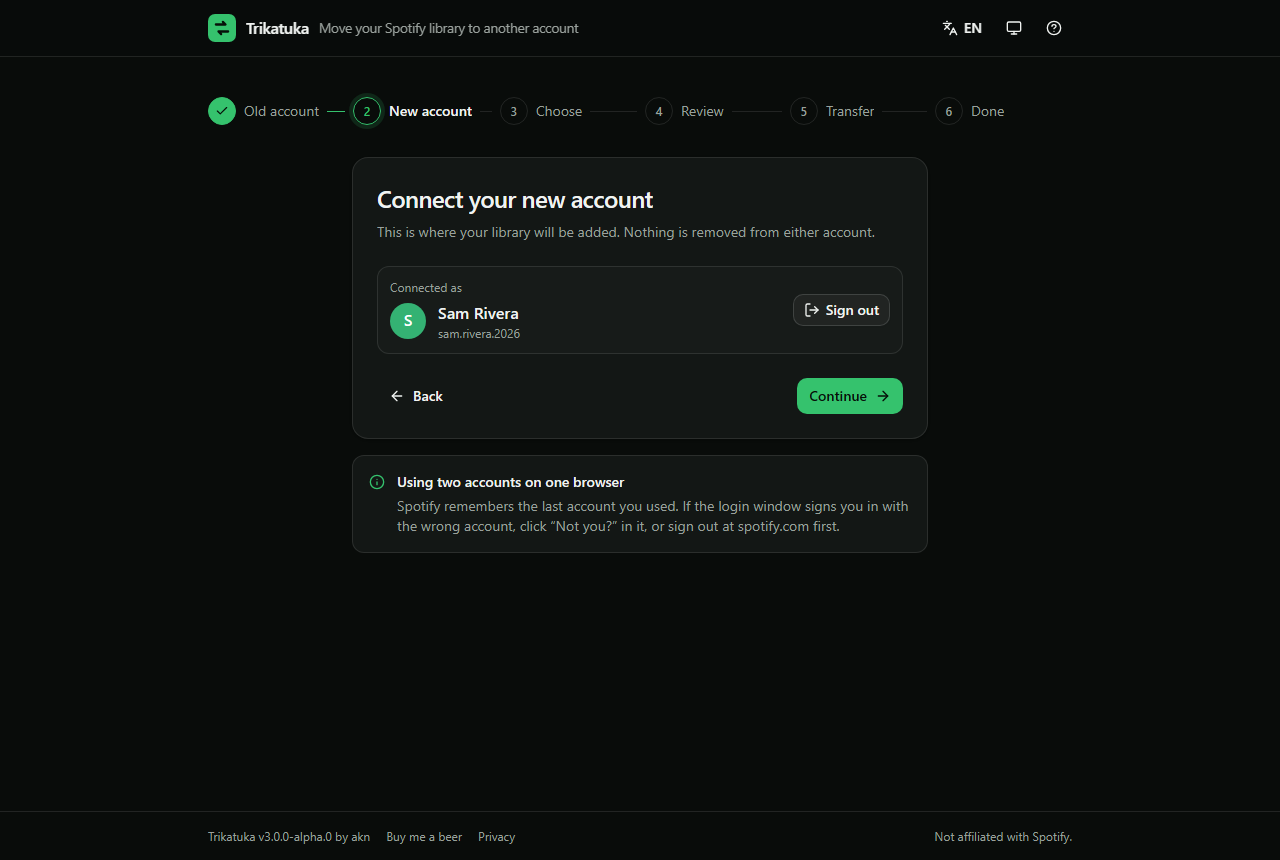 Trikatuka Move your Spotify library to another account EN
Old account 2 New account 3 Choose 4 Review 5 Transfer 6 Done
Connect your new account
This is where your library will be added. Nothing is removed from either account.
Connected as
S Sam Rivera
sam.rivera.2026
Sign out
Back
Continue
Using two accounts on one browser
Spotify remembers the last account you used. If the login window signs you in with
the wrong account, click “Not you?” in it, or sign out at spotify.com first.
Trikatuka v3.0.0-alpha.0 by akn Buy me a beer Privacy Not affiliated with Spotify.